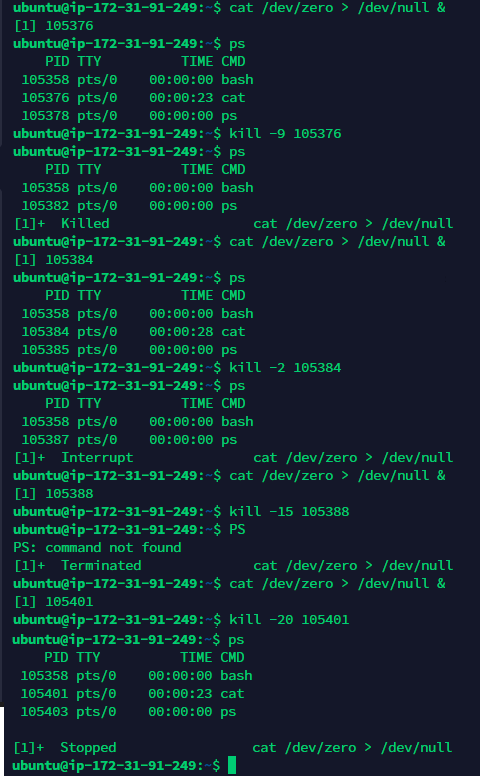 ubuntu@ip-172-31-91-249:~$ cat /dev/zero > /dev/null &
[1] 105376
ubuntu@ip-172-31-91-249:~$ ps
    PID TTY          TIME CMD
 105358 pts/0    00:00:00 bash
 105376 pts/0    00:00:23 cat
 105378 pts/0    00:00:00 ps
ubuntu@ip-172-31-91-249:~$ kill -9 105376
ubuntu@ip-172-31-91-249:~$ ps
    PID TTY          TIME CMD
 105358 pts/0    00:00:00 bash
 105382 pts/0    00:00:00 ps
[1]+  Killed                  cat /dev/zero > /dev/null
ubuntu@ip-172-31-91-249:~$ cat /dev/zero > /dev/null &
[1] 105384
ubuntu@ip-172-31-91-249:~$ ps
    PID TTY          TIME CMD
 105358 pts/0    00:00:00 bash
 105384 pts/0    00:00:28 cat
 105385 pts/0    00:00:00 ps
ubuntu@ip-172-31-91-249:~$ kill -2 105384
ubuntu@ip-172-31-91-249:~$ ps
    PID TTY          TIME CMD
 105358 pts/0    00:00:00 bash
 105387 pts/0    00:00:00 ps
[1]+  Interrupt               cat /dev/zero > /dev/null
ubuntu@ip-172-31-91-249:~$ cat /dev/zero > /dev/null &
[1] 105388
ubuntu@ip-172-31-91-249:~$ kill -15 105388
ubuntu@ip-172-31-91-249:~$ PS
PS: command not found
[1]+  Terminated              cat /dev/zero > /dev/null
ubuntu@ip-172-31-91-249:~$ cat /dev/zero > /dev/null &
[1] 105401
ubuntu@ip-172-31-91-249:~$ kill -20 105401
ubuntu@ip-172-31-91-249:~$ ps
    PID TTY          TIME CMD
 105358 pts/0    00:00:00 bash
 105401 pts/0    00:00:23 cat
 105403 pts/0    00:00:00 ps
[1]+  Stopped                 cat /dev/zero > /dev/null
ubuntu@ip-172-31-91-249:~$